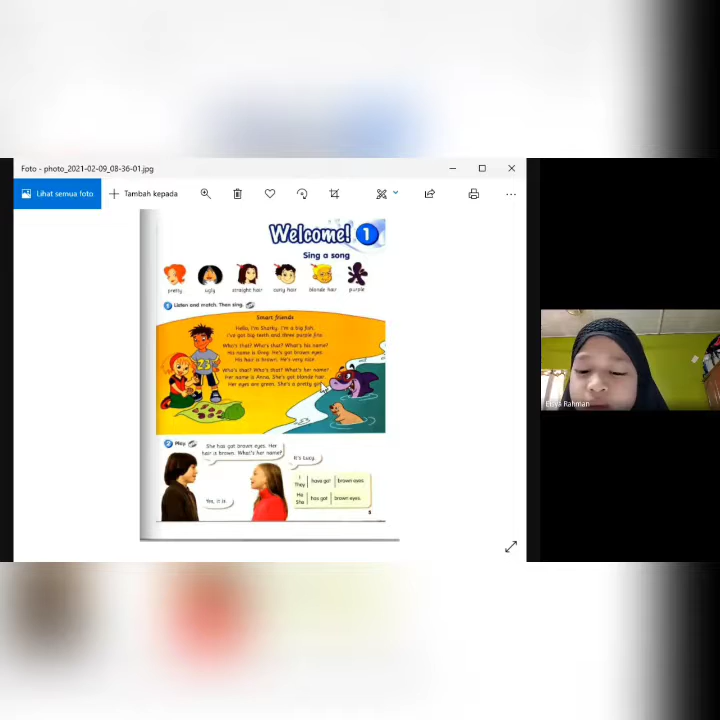 Foto - photo_2021-02-09_08-36-01.jpg
Lihat semua foto
Tambah kepada
Welcome! 1
Sing a song
pretty
ugly
straight hair
curly hair
blonde hair
purple
1 Listen and match. Then sing.
Smart friends
Hello, I'm Sharky. I'm a big fish,
I've got big teeth and three purple fins.
Who's that? Who's that? What's his name?
His name is Greg. He's got brown eyes.
His hair is brown. He's very nice.
Who's that? Who's that? What's her name?
Her name is Anna. She's got blonde hair.
Her eyes are green. She's a pretty girl.
23
2 Play.
She has got brown eyes. Her
hair is brown. What's her name?
It's Lucy.
Yes, it is.
I
They
have got
brown eyes.
He
She
has got
brown eyes.
5
Elsya Rahman